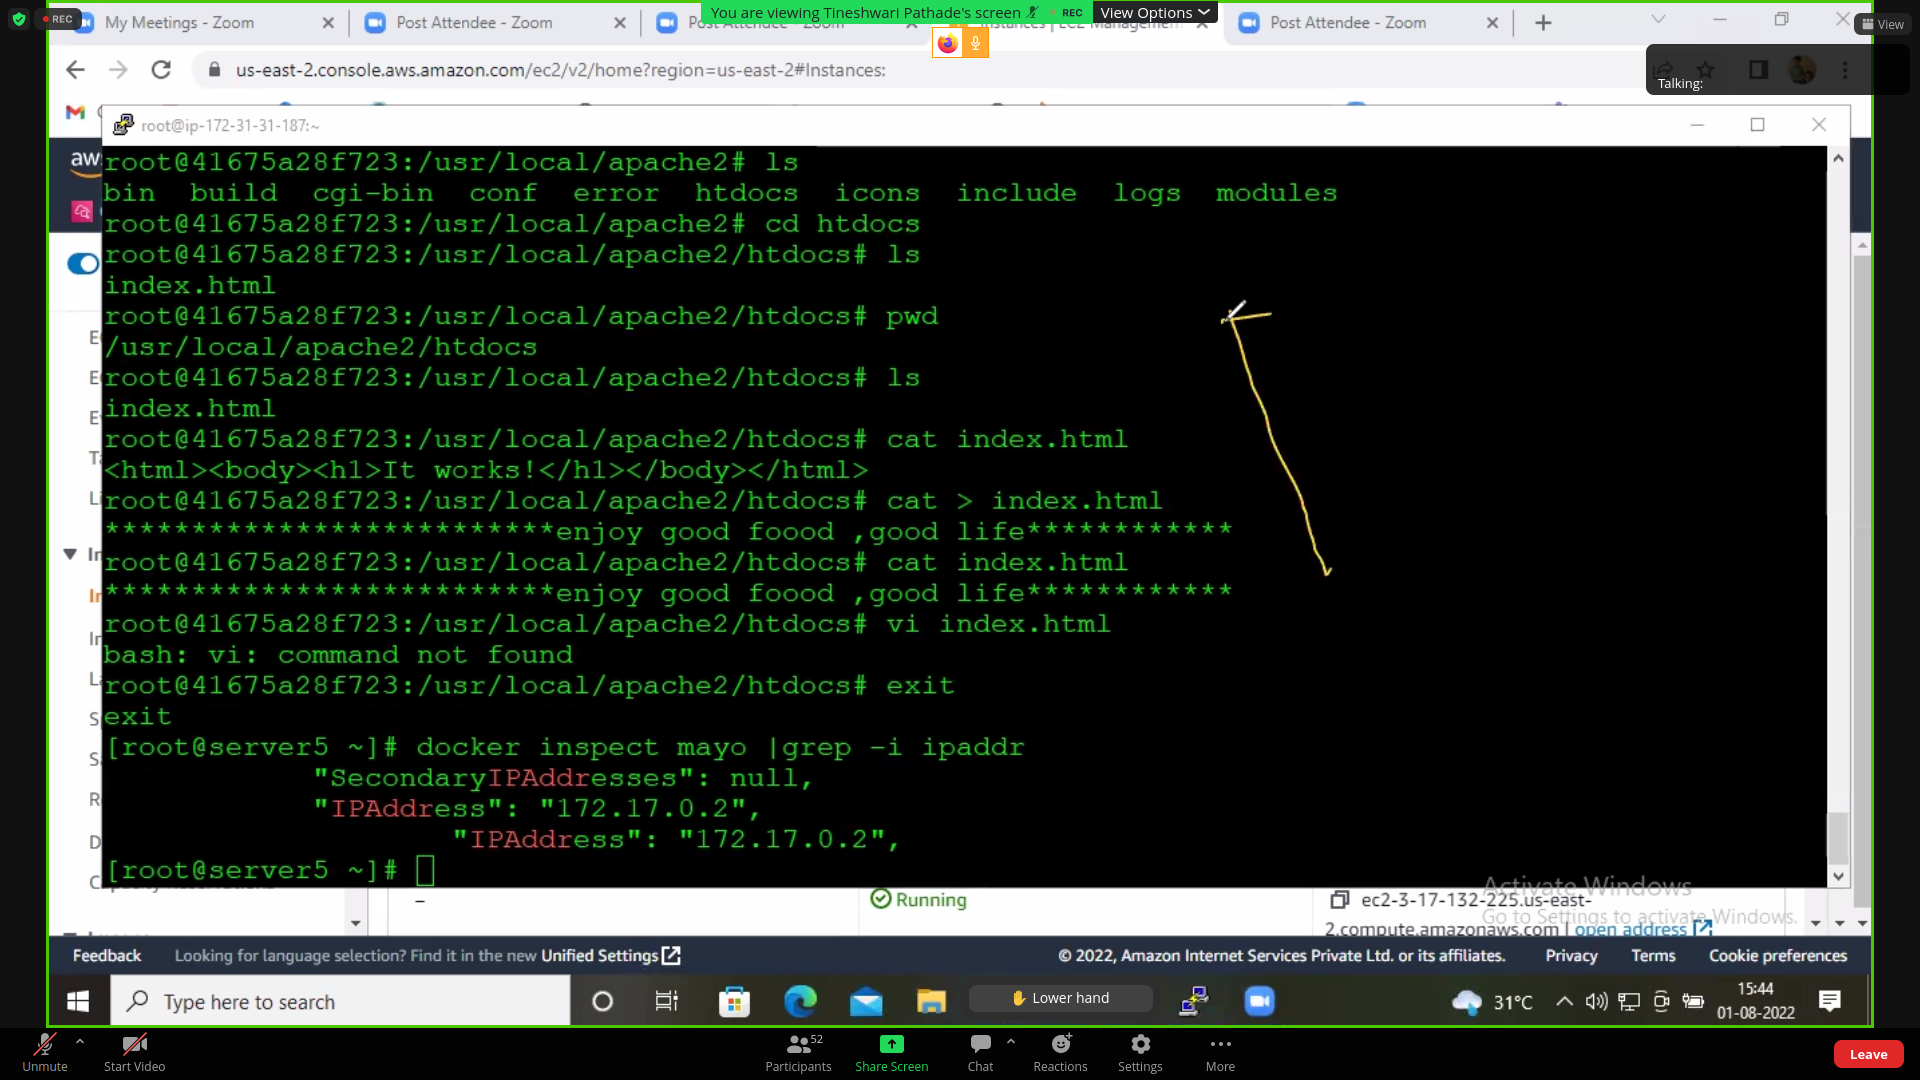 REC
You are viewing Tineshwari Pathade's screen REC View Options
My Meetings - Zoom
Post Attendee - Zoom
Post Attendee - Zoom
Instances | EC2 Management
Post Attendee - Zoom
View
us-east-2.console.aws.amazon.com/ec2/v2/home?region=us-east-2#Instances:
Talking:
root@ip-172-31-31-187:~
aw
root@41675a28f723:/usr/local/apache2# ls
bin build cgi-bin conf error htdocs icons include logs modules
root@41675a28f723:/usr/local/apache2# cd htdocs
root@41675a28f723:/usr/local/apache2/htdocs# ls
index.html
root@41675a28f723:/usr/local/apache2/htdocs# pwd
/usr/local/apache2/htdocs
root@41675a28f723:/usr/local/apache2/htdocs# ls
index.html
root@41675a28f723:/usr/local/apache2/htdocs# cat index.html
<html><body><h1>It works!</h1></body></html>
root@41675a28f723:/usr/local/apache2/htdocs# cat > index.html
**************************enjoy good foood ,good life************
root@41675a28f723:/usr/local/apache2/htdocs# cat index.html
**************************enjoy good foood ,good life************
root@41675a28f723:/usr/local/apache2/htdocs# vi index.html
bash: vi: command not found
root@41675a28f723:/usr/local/apache2/htdocs# exit
exit
[root@server5 ~]# docker inspect mayo |grep -i ipaddr
"SecondaryIPAddresses": null,
"IPAddress": "172.17.0.2",
"IPAddress": "172.17.0.2",
[root@server5 ~]#
–
Running
ec2-3-17-132-225.us-east-
2.compute.amazonaws.com | open address
Activate Windows
Go to Settings to activate Windows.
Feedback Looking for language selection? Find it in the new Unified Settings © 2022, Amazon Internet Services Private Ltd. or its affiliates. Privacy Terms Cookie preferences
Type here to search
Lower hand
31°C
15:44
01-08-2022
Unmute
Start Video
52
Participants
Share Screen
Chat
Reactions
Settings
More
Leave